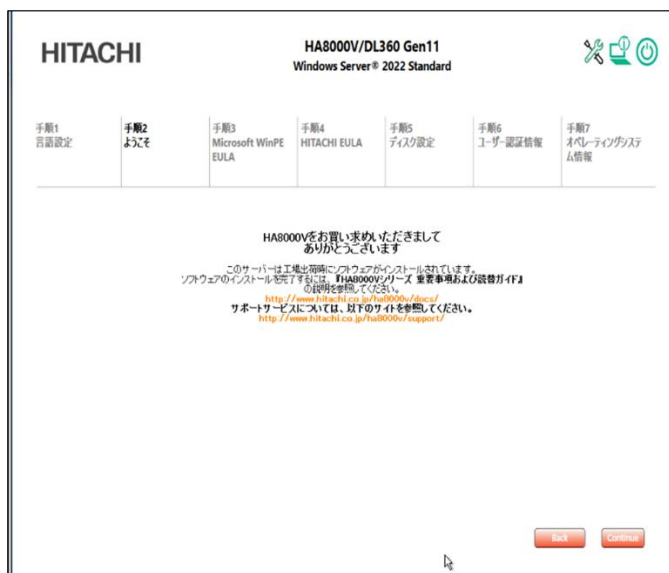 HITACHI
HA8000V/DL360 Gen11
Windows Server® 2022 Standard
手順1
言語設定
手順2
ようこそ
手順3
Microsoft WinPE
EULA
手順4
HITACHI EULA
手順5
ディスク設定
手順6
ユーザー認証情報
手順7
オペレーティングシステ
ム情報
HA8000Vをお買い求めいただきまして
ありがとうございます
このサーバーは工場出荷時にソフトウェアがインストールされています。
ソフトウェアのインストールを完了するには、『HA8000Vシリーズ 重要事項および読替ガイド』
の説明を参照してください。
http://www.hitachi.co.jp/ha8000v/docs/
サポートサービスについては、以下のサイトを参照してください。
http://www.hitachi.co.jp/ha8000v/support/
Back
Continue